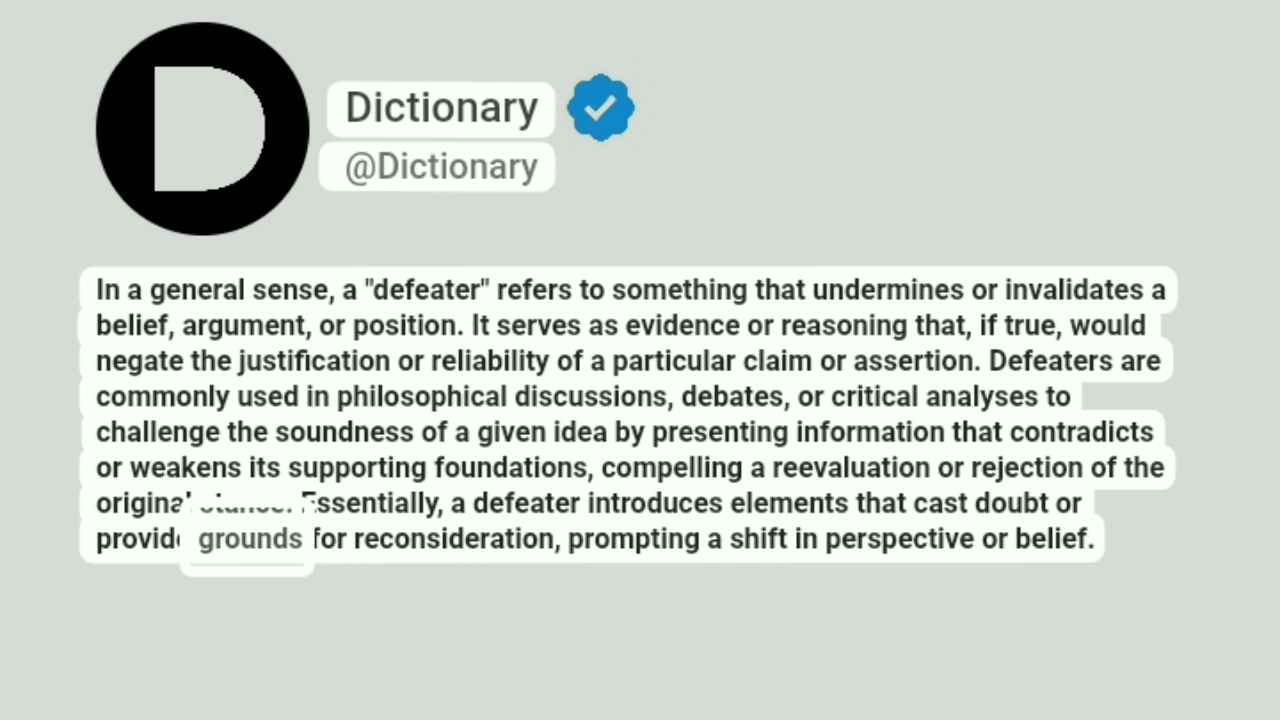 D
Dictionary
@Dictionary
In a general sense, a "defeater" refers to something that undermines or invalidates a
belief, argument, or position. It serves as evidence or reasoning that, if true, would
negate the justification or reliability of a particular claim or assertion. Defeaters are
commonly used in philosophical discussions, debates, or critical analyses to
challenge the soundness of a given idea by presenting information that contradicts
or weakens its supporting foundations, compelling a reevaluation or rejection of the
original stance. Essentially, a defeater introduces elements that cast doubt or
provide grounds for reconsideration, prompting a shift in perspective or belief.